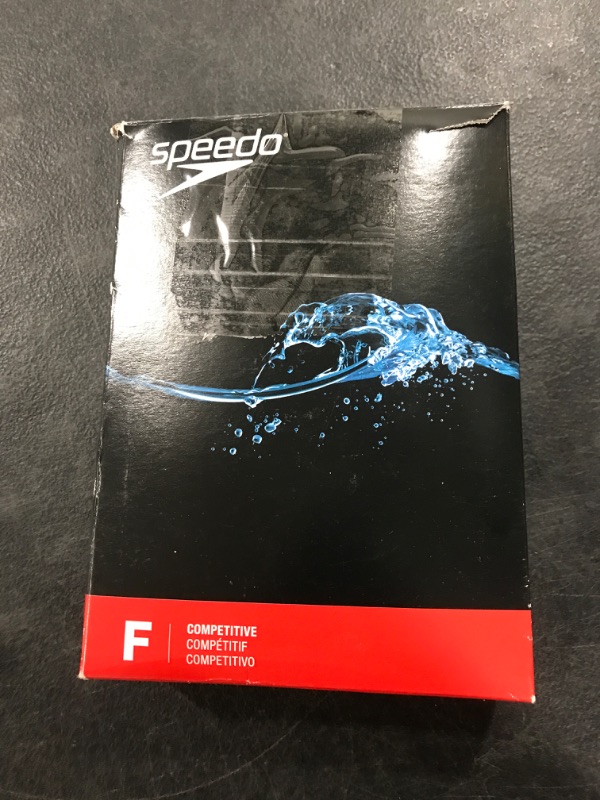 speedo
F
COMPETITIVE
COMPÉTITIF
COMPETITIVO